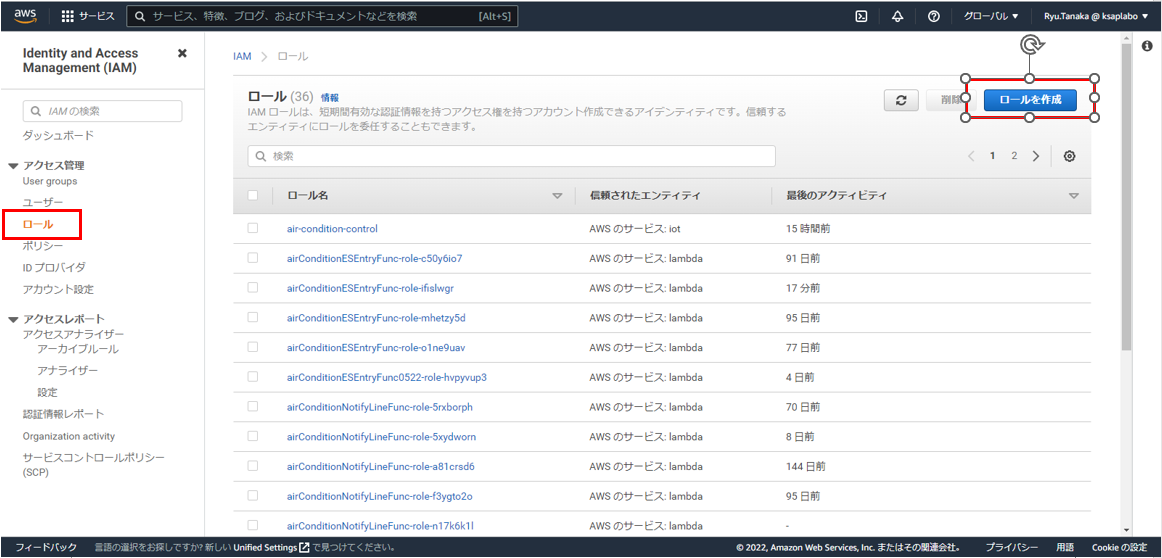 aws
サービス
サービス、特徴、ブログ、およびドキュメントなどを検索
[Alt+S]
グローバル
Ryu.Tanaka @ ksaplabo
Identity and Access
Management (IAM)
IAM の検索
ダッシュボード
アクセス管理
User groups
ユーザー
ロール
ポリシー
ID プロバイダ
アカウント設定
アクセスレポート
アクセスアナライザー
アーカイブルール
アナライザー
設定
認証情報レポート
Organization activity
サービスコントロールポリシー
(SCP)
IAM
ロール
ロール (36) 情報
IAM ロールは、短期間有効な認証情報を持つアクセス権を持つアカウント作成できるアイデンティティです。信頼する
エンティティにロールを委任することもできます。
削除
ロールを作成
検索
1 2
ロール名 信頼されたエンティティ 最後のアクティビティ
air-condition-control AWS のサービス: iot 15 時間前
airConditionESEntryFunc-role-c50y6io7 AWS のサービス: lambda 91 日前
airConditionESEntryFunc-role-ifislwgr AWS のサービス: lambda 17 分前
airConditionESEntryFunc-role-mhetzy5d AWS のサービス: lambda 95 日前
airConditionESEntryFunc-role-o1ne9uav AWS のサービス: lambda 77 日前
airConditionESEntryFunc0522-role-hvpyvup3 AWS のサービス: lambda 4 日前
airConditionNotifyLineFunc-role-5rxborph AWS のサービス: lambda 70 日前
airConditionNotifyLineFunc-role-5xydworn AWS のサービス: lambda 8 日前
airConditionNotifyLineFunc-role-a81crsd6 AWS のサービス: lambda 144 日前
airConditionNotifyLineFunc-role-f3ygto2o AWS のサービス: lambda 95 日前
airConditionNotifyLineFunc-role-n17k6k1l AWS のサービス: lambda -
フィードバック 言語の選択をお探しですか? 新しい Unified Settings で見つけてください。
© 2022, Amazon Web Services, Inc. またはその関連会社。 プライバシー 用語 Cookie の設定